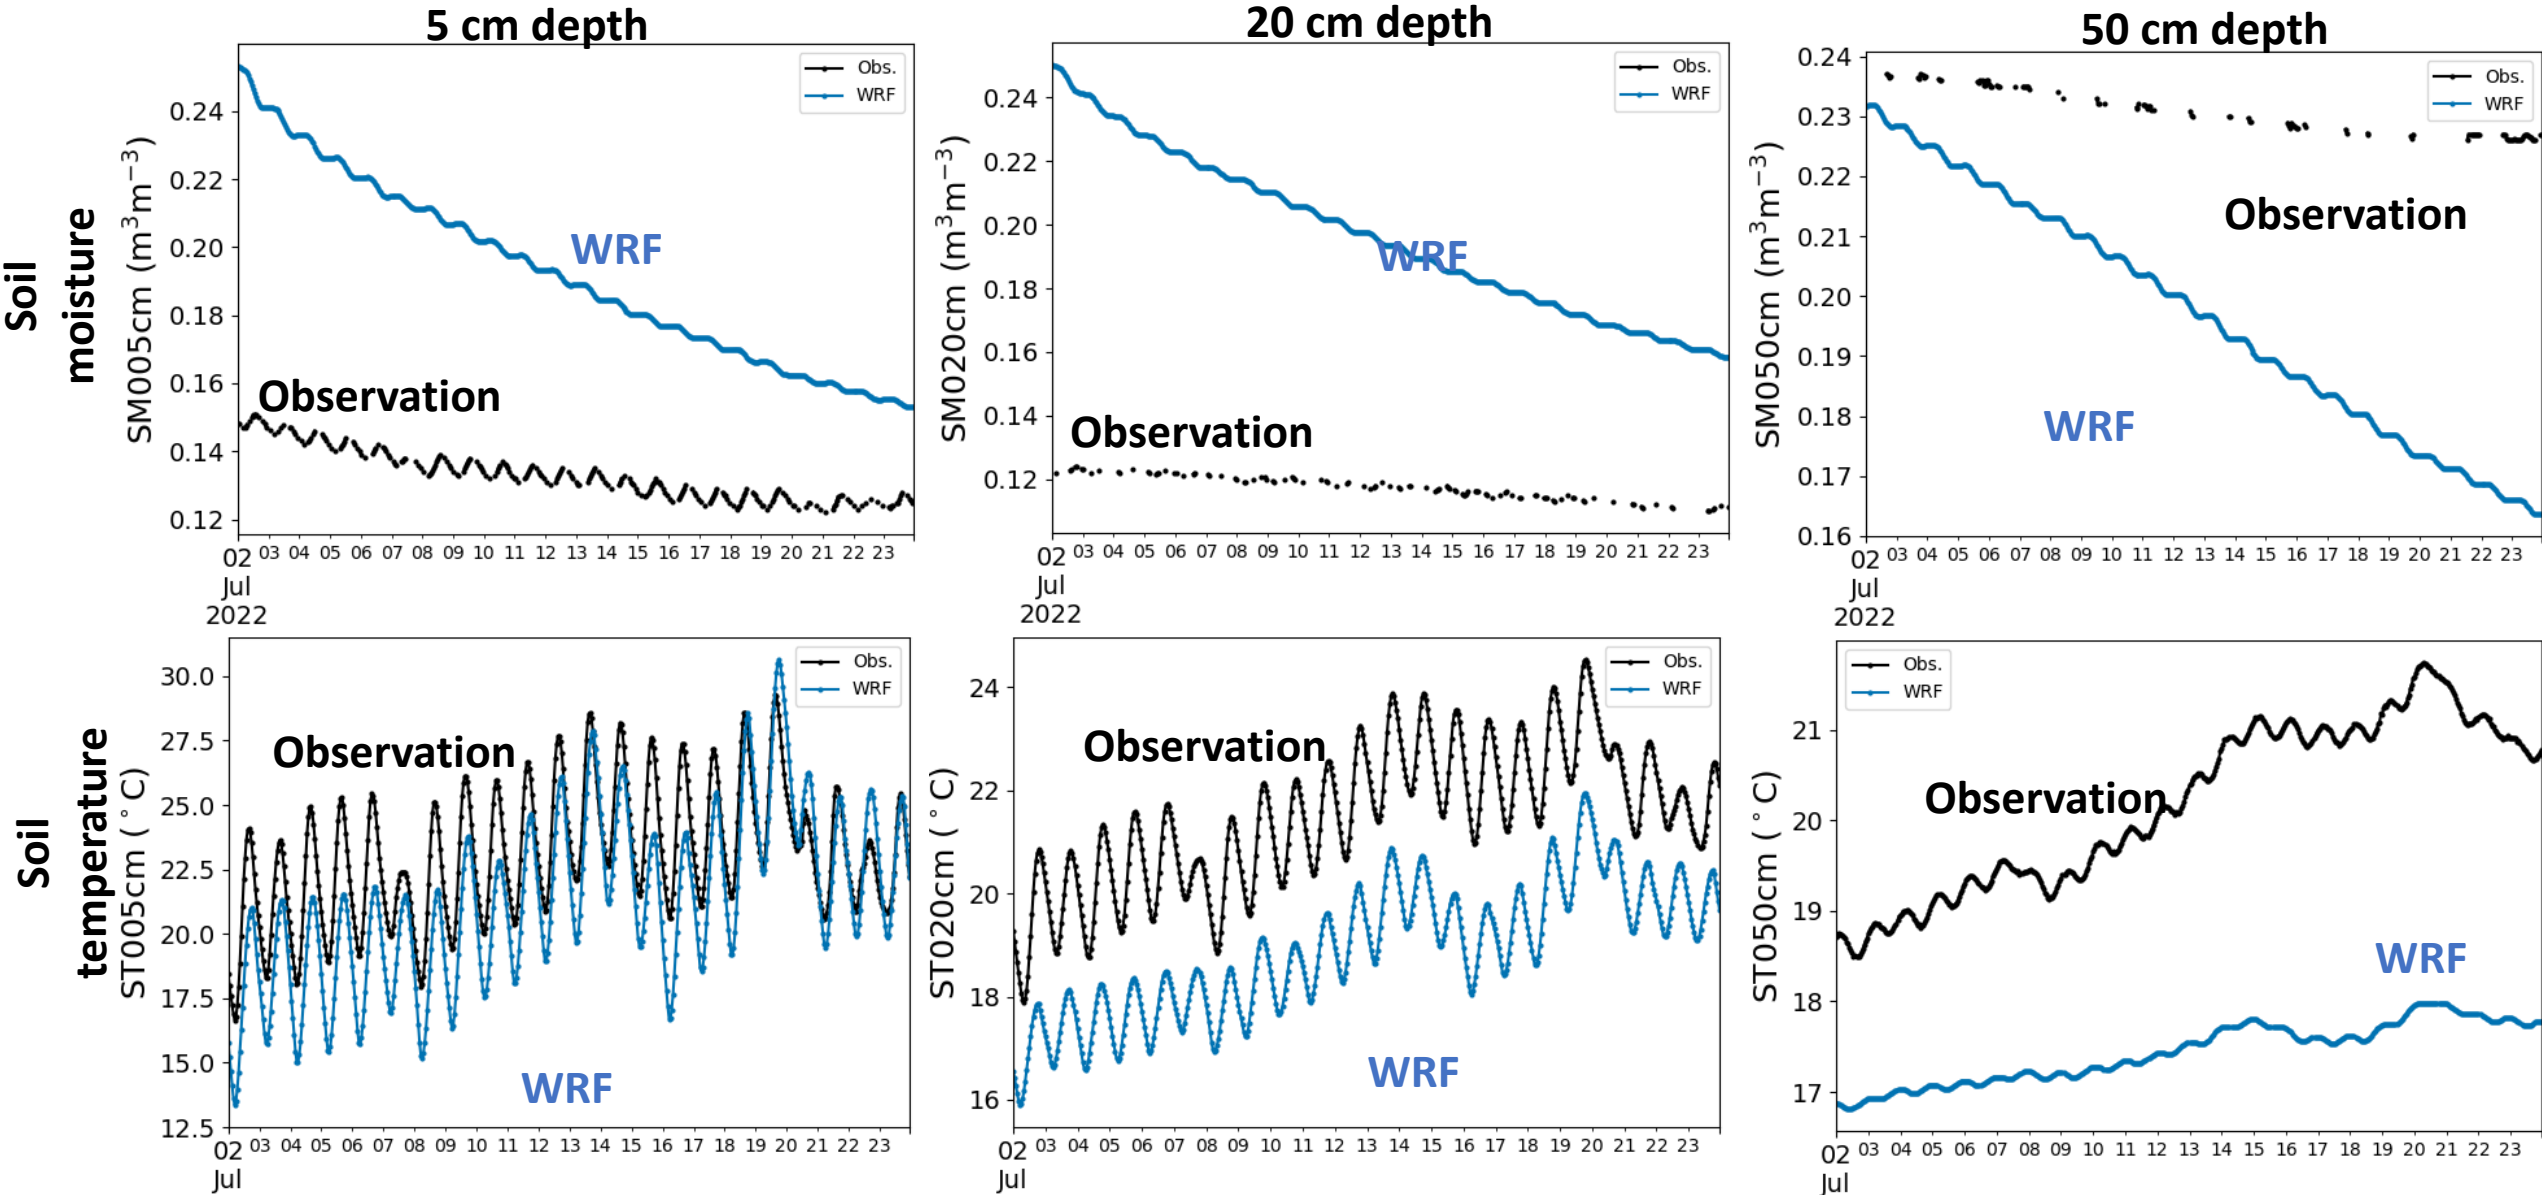 5 cm depth
20 cm depth
50 cm depth
Soil
moisture
SM005cm (m³m⁻³)
0.24
0.22
0.20
0.18
0.16
0.14
0.12
Obs.
WRF
WRF
Observation
02 03 04 05 06 07 08 09 10 11 12 13 14 15 16 17 18 19 20 21 22 23
Jul
2022
SM020cm (m³m⁻³)
0.24
0.22
0.20
0.18
0.16
0.14
0.12
Obs.
WRF
WRF
Observation
02 03 04 05 06 07 08 09 10 11 12 13 14 15 16 17 18 19 20 21 22 23
Jul
2022
SM050cm (m³m⁻³)
0.24
0.23
0.22
0.21
0.20
0.19
0.18
0.17
0.16
Obs.
WRF
Observation
WRF
02 03 04 05 06 07 08 09 10 11 12 13 14 15 16 17 18 19 20 21 22 23
Jul
2022
Soil
temperature
ST005cm (°C)
30.0
27.5
25.0
22.5
20.0
17.5
15.0
12.5
Obs.
WRF
Observation
WRF
02 03 04 05 06 07 08 09 10 11 12 13 14 15 16 17 18 19 20 21 22 23
Jul
ST020cm (°C)
24
22
20
18
16
Obs.
WRF
Observation
WRF
02 03 04 05 06 07 08 09 10 11 12 13 14 15 16 17 18 19 20 21 22 23
Jul
ST050cm (°C)
21
20
19
18
17
Obs.
WRF
Observation
WRF
02 03 04 05 06 07 08 09 10 11 12 13 14 15 16 17 18 19 20 21 22 23
Jul